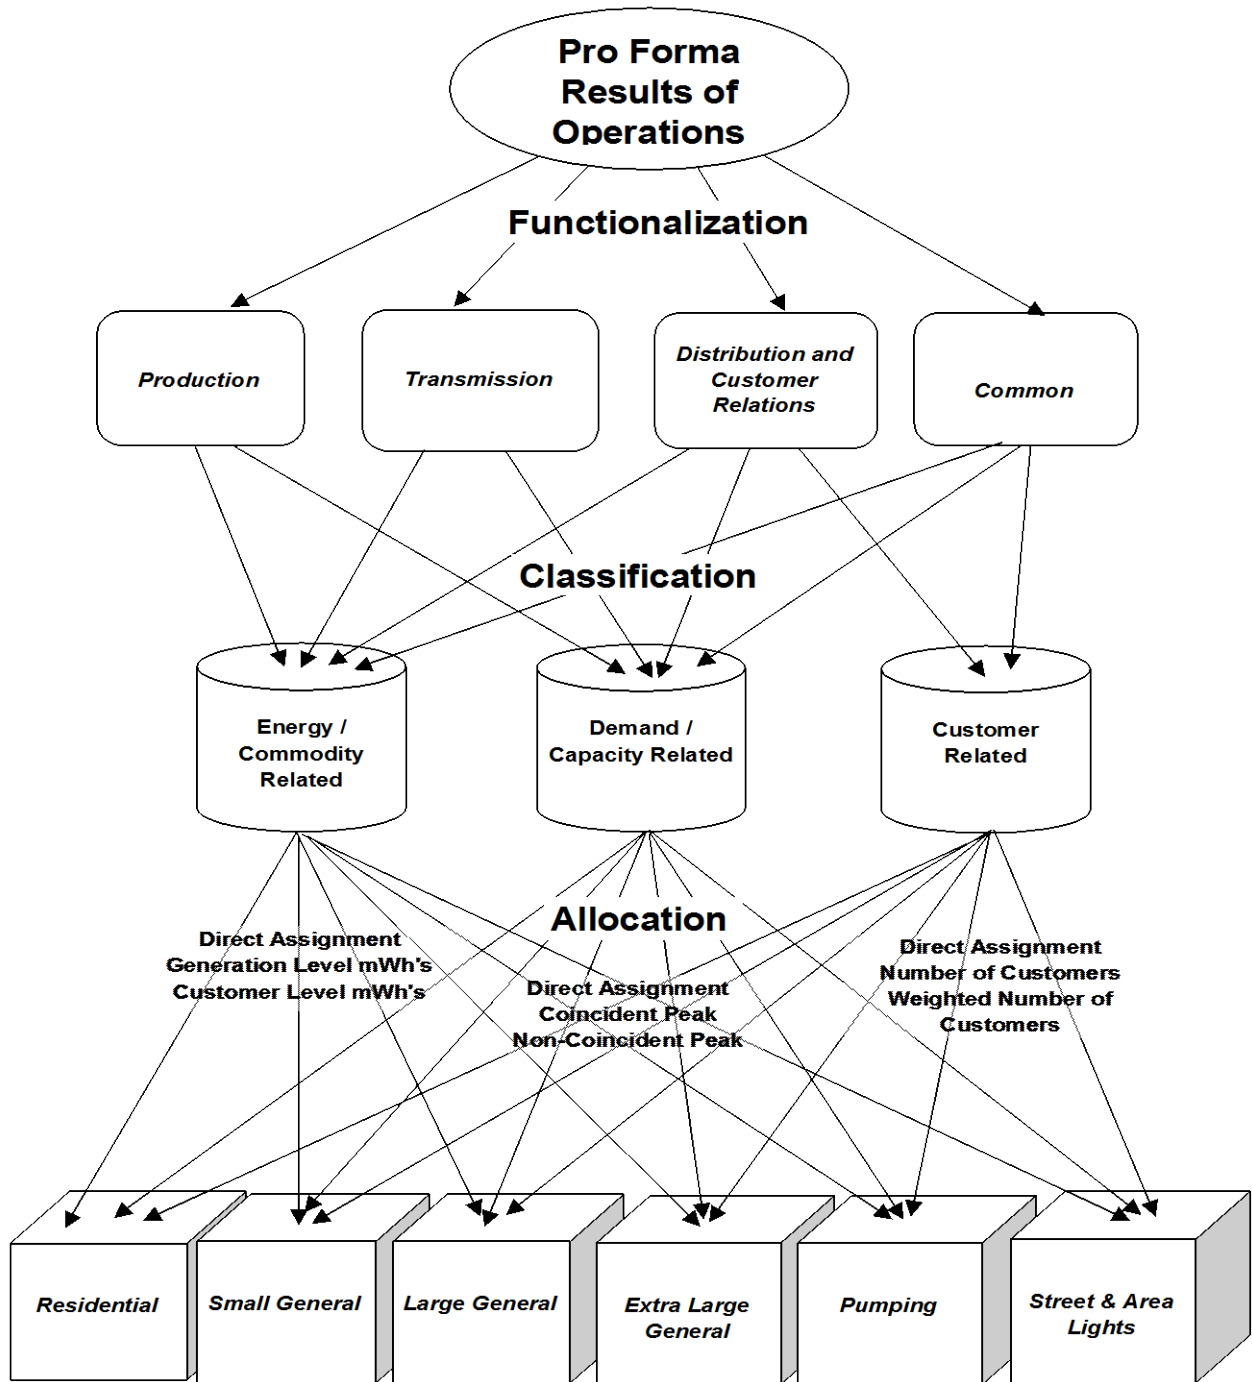 Pro Forma
Results of
Operations
Functionalization
Production
Transmission
Distribution and
Customer
Relations
Common
Classification
Energy /
Commodity
Related
Demand /
Capacity Related
Customer
Related
Allocation
Direct Assignment
Generation Level mWh's
Customer Level mWh's
Direct Assignment
Coincident Peak
Non-Coincident Peak
Direct Assignment
Number of Customers
Weighted Number of
Customers
Residential
Small General
Large General
Extra Large
General
Pumping
Street & Area
Lights